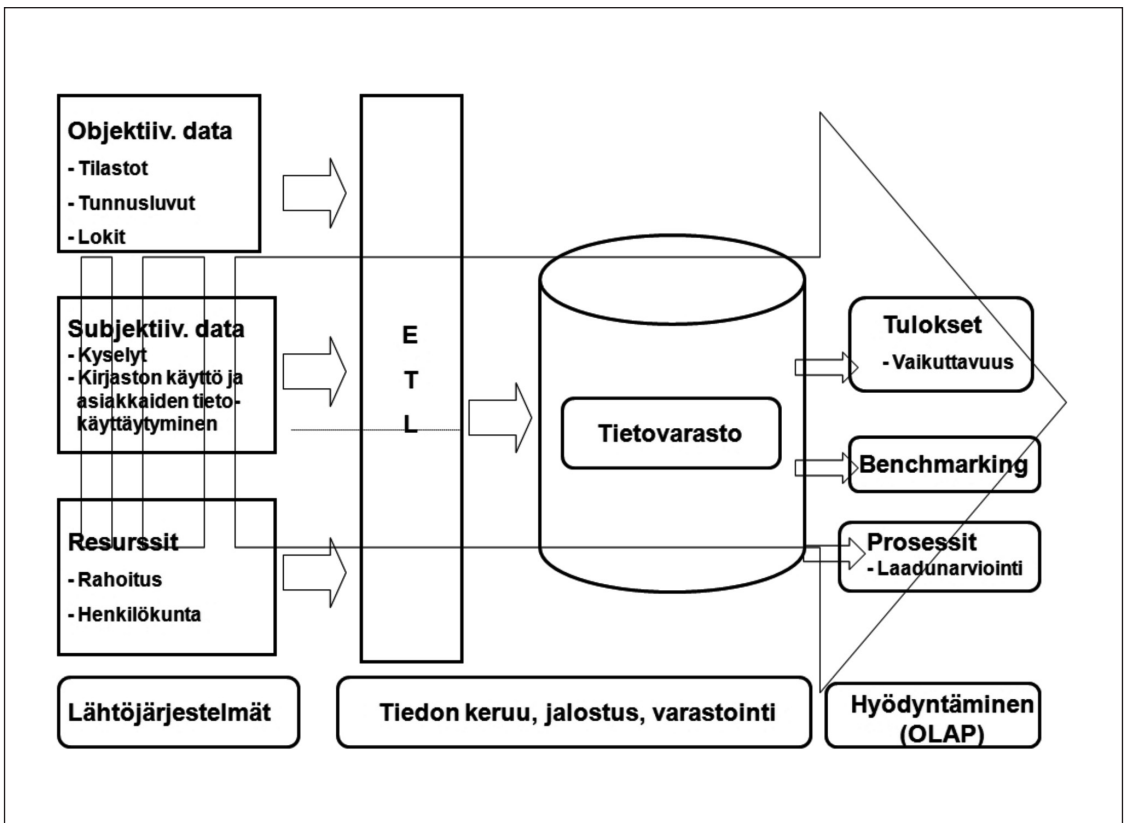 Objektiiv. data
- Tilastot
- Tunnusluvut
- Lokit
Subjektiiv. data
- Kyselyt
- Kirjaston käyttö ja
asiakkaiden tieto-
käyttäytyminen
Resurssit
- Rahoitus
- Henkilökunta
E
T
L
Tietovarasto
Tulokset
- Vaikuttavuus
Benchmarking
Prosessit
- Laadunarviointi
Lähtöjärjestelmät
Tiedon keruu, jalostus, varastointi
Hyödyntäminen
(OLAP)